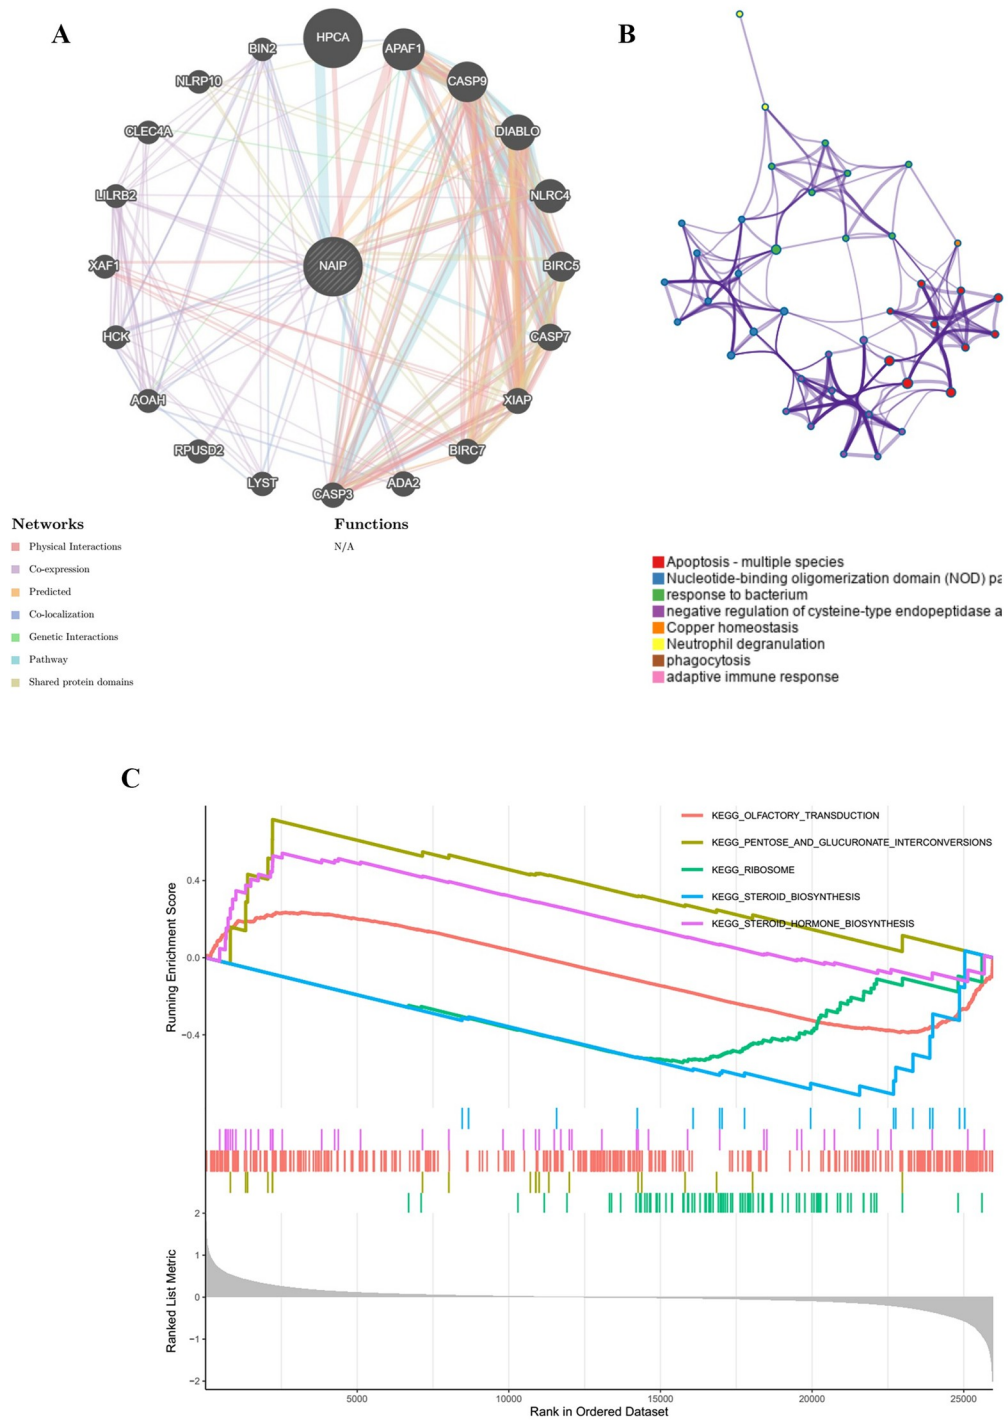 A
B
HPCA
BIN2
APAF1
NLRP10
CASP9
CLEC4A
DIABLO
LILRB2
NLRC4
XAF1
NAIP
BIRC5
HCK
CASP7
AOAH
XIAP
RPUSD2
BIRC7
LYST
CASP3
ADA2
Networks
Physical Interactions
Co-expression
Predicted
Co-localization
Genetic Interactions
Pathway
Shared protein domains
Functions
N/A
Apoptosis - multiple species
Nucleotide-binding oligomerization domain (NOD) pa
response to bacterium
negative regulation of cysteine-type endopeptidase a
Copper homeostasis
Neutrophil degranulation
phagocytosis
adaptive immune response
C
KEGG_OLFACTORY_TRANSDUCTION
KEGG_PENTOSE_AND_GLUCURONATE_INTERCONVERSIONS
KEGG_RIBOSOME
KEGG_STEROID_BIOSYNTHESIS
KEGG_STEROID_HORMONE_BIOSYNTHESIS
Running Enrichment Score
0.4
0.0
−0.4
Ranked List Metric
2
1
0
−1
−2
5000
10000
15000
20000
25000
Rank in Ordered Dataset